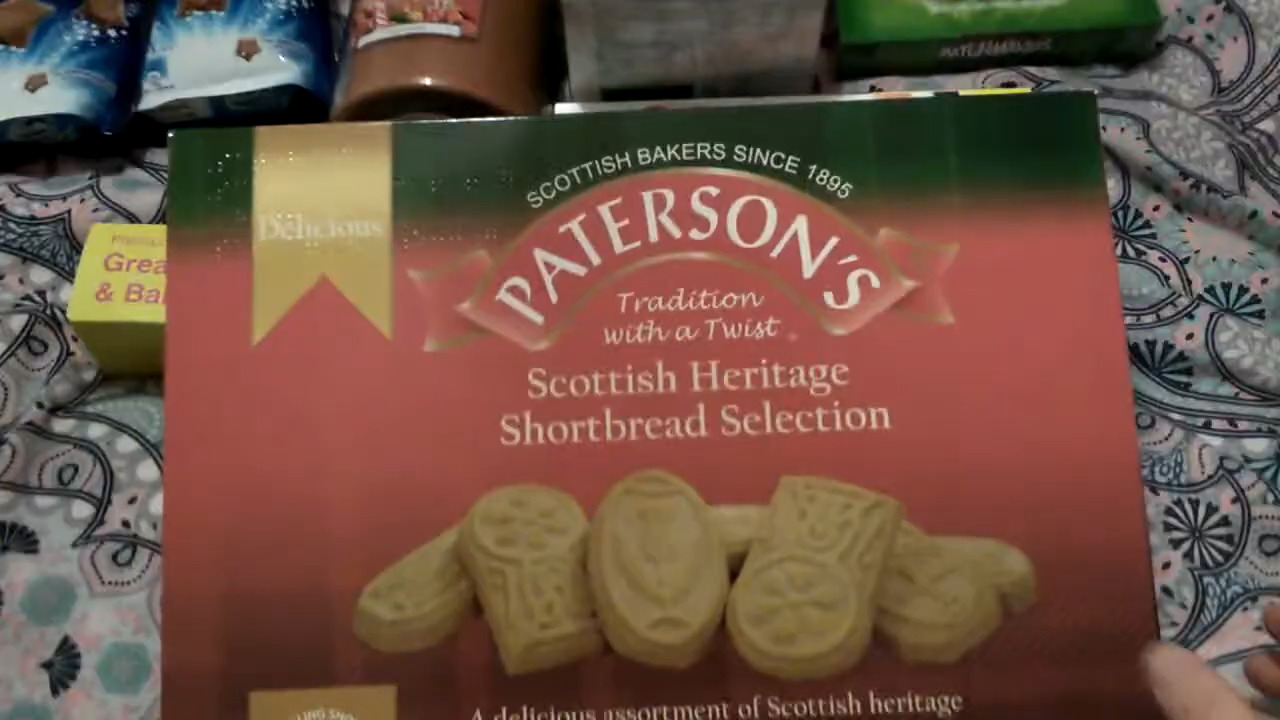 SCOTTISH BAKERS SINCE 1895
PATERSON'S
Delicious
Tradition
with a Twist
Scottish Heritage
Shortbread Selection
Grea
& Ba
A delicious assortment of Scottish heritage